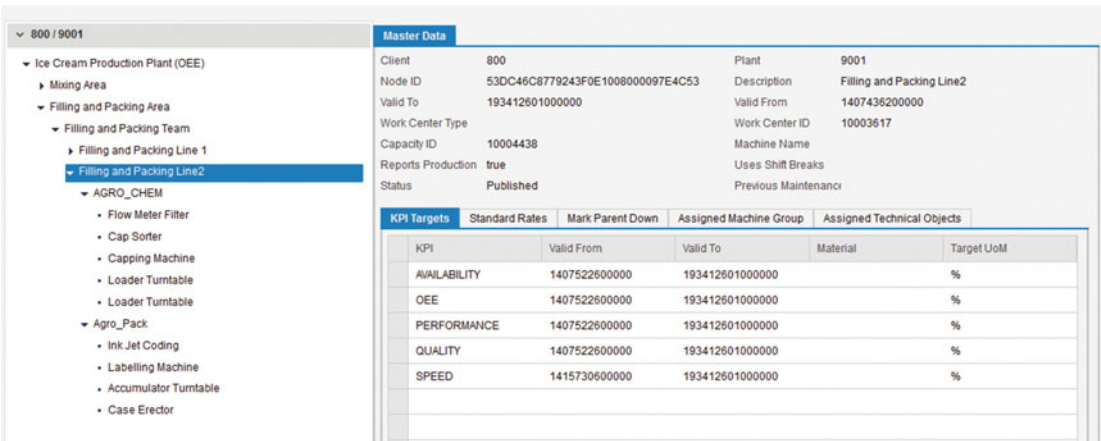 800 / 9001
Ice Cream Production Plant (OEE)
Mixing Area
Filling and Packing Area
Filling and Packing Team
Filling and Packing Line 1
Filling and Packing Line2
AGRO_CHEM
Flow Meter Filter
Cap Sorter
Capping Machine
Loader Turntable
Loader Turntable
Agro_Pack
Ink Jet Coding
Labelling Machine
Accumulator Turntable
Case Erector
Master Data
Client 800 Plant 9001
Node ID 53DC46C8779243F0E1008000097E4C53 Description Filling and Packing Line2
Valid To 193412601000000 Valid From 1407436200000
Work Center Type Work Center ID 10003617
Capacity ID 10004438 Machine Name
Reports Production true Uses Shift Breaks
Status Published Previous Maintenance
KPI Targets Standard Rates Mark Parent Down Assigned Machine Group Assigned Technical Objects
KPI Valid From Valid To Material Target UoM
AVAILABILITY 1407522600000 193412601000000 %
OEE 1407522600000 193412601000000 %
PERFORMANCE 1407522600000 193412601000000 %
QUALITY 1407522600000 193412601000000 %
SPEED 1415730600000 193412601000000 %